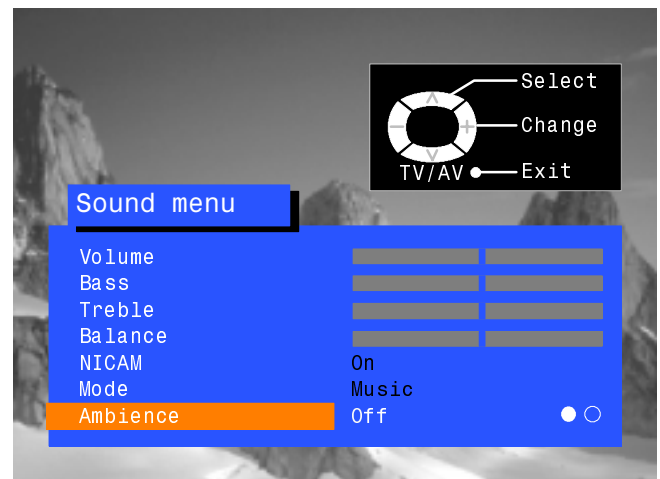 Select
Change
TV/AV Exit
Sound menu
Volume
Bass
Treble
Balance
NICAM On
Mode Music
Ambience Off